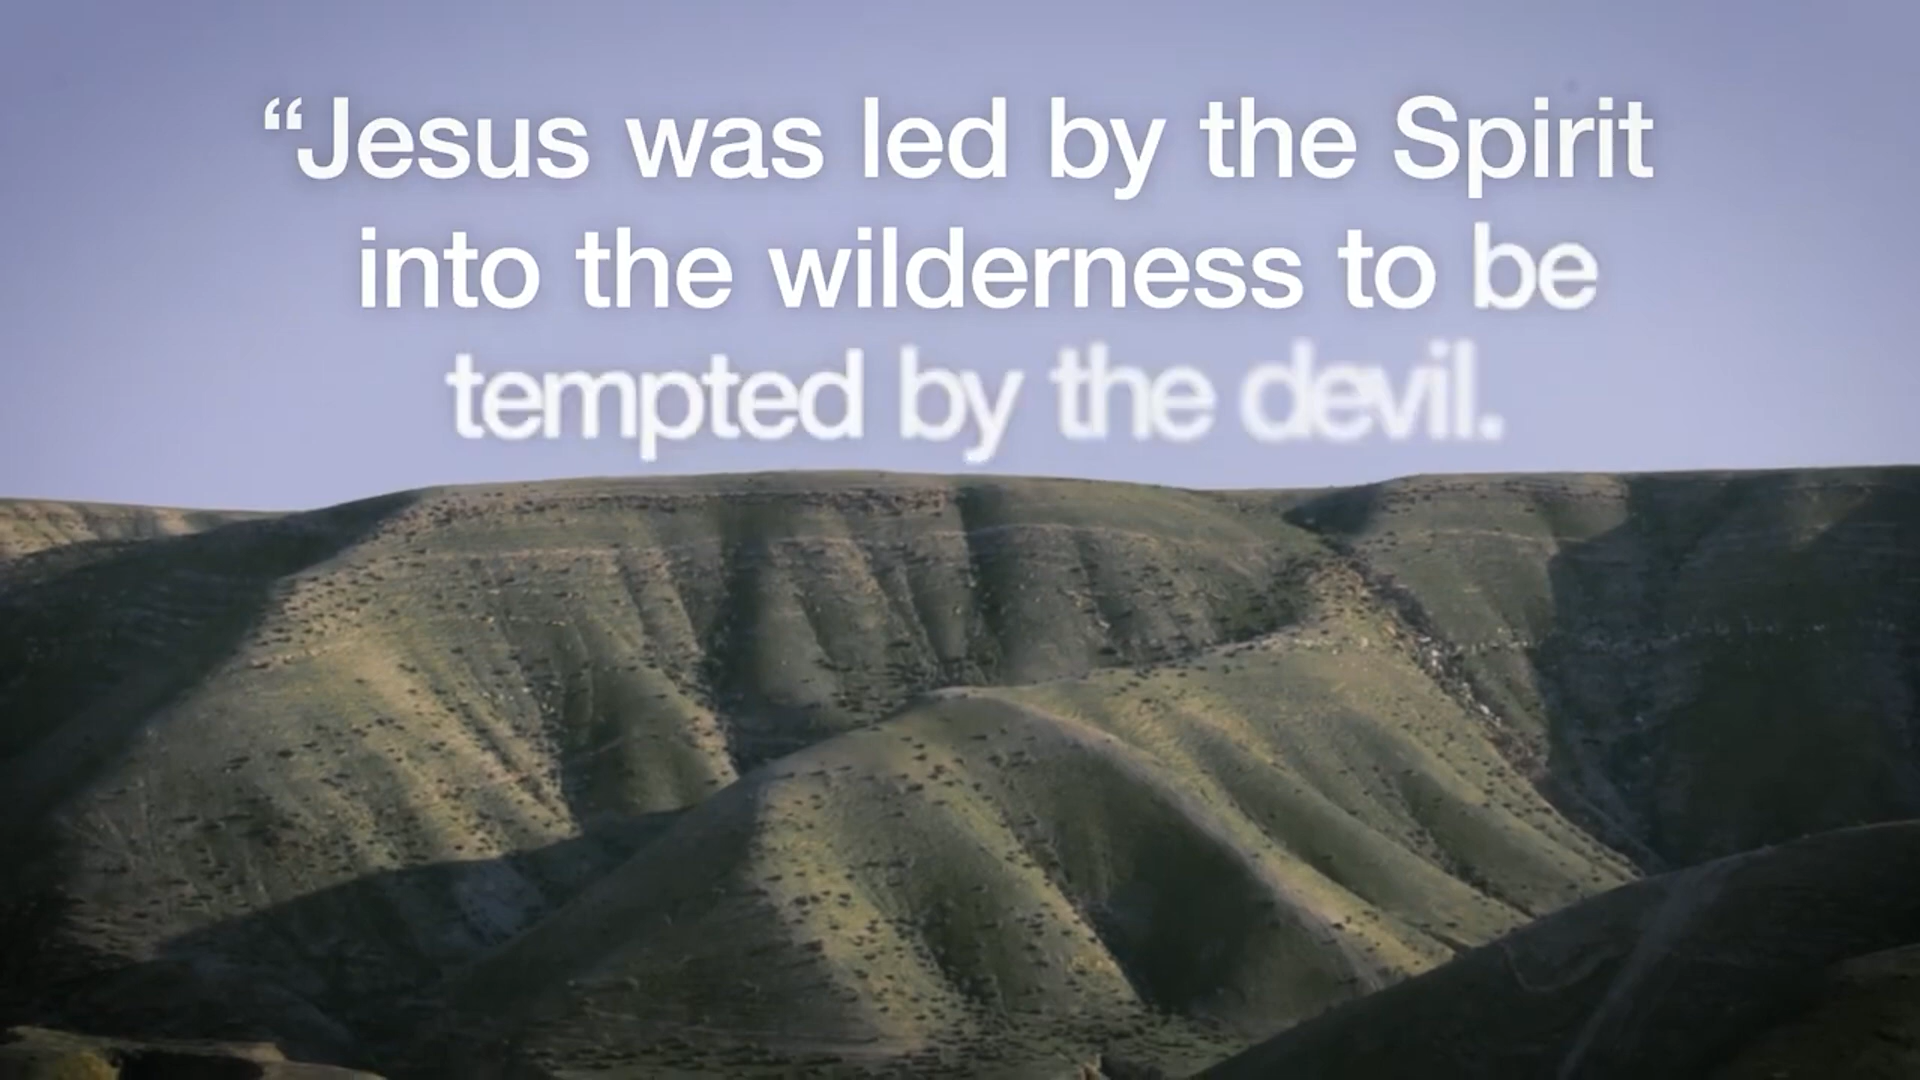 “Jesus was led by the Spirit
into the wilderness to be
tempted by the devil.